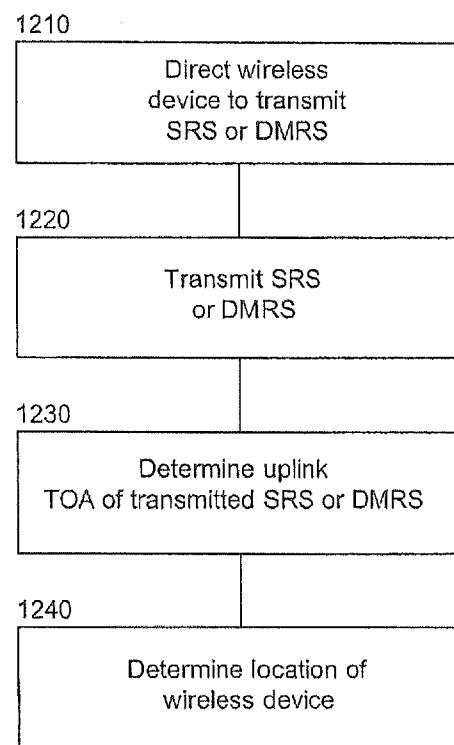 1210
Direct wireless
device to transmit
SRS or DMRS
1220
Transmit SRS
or DMRS
1230
Determine uplink
TOA of transmitted SRS or DMRS
1240
Determine location of
wireless device